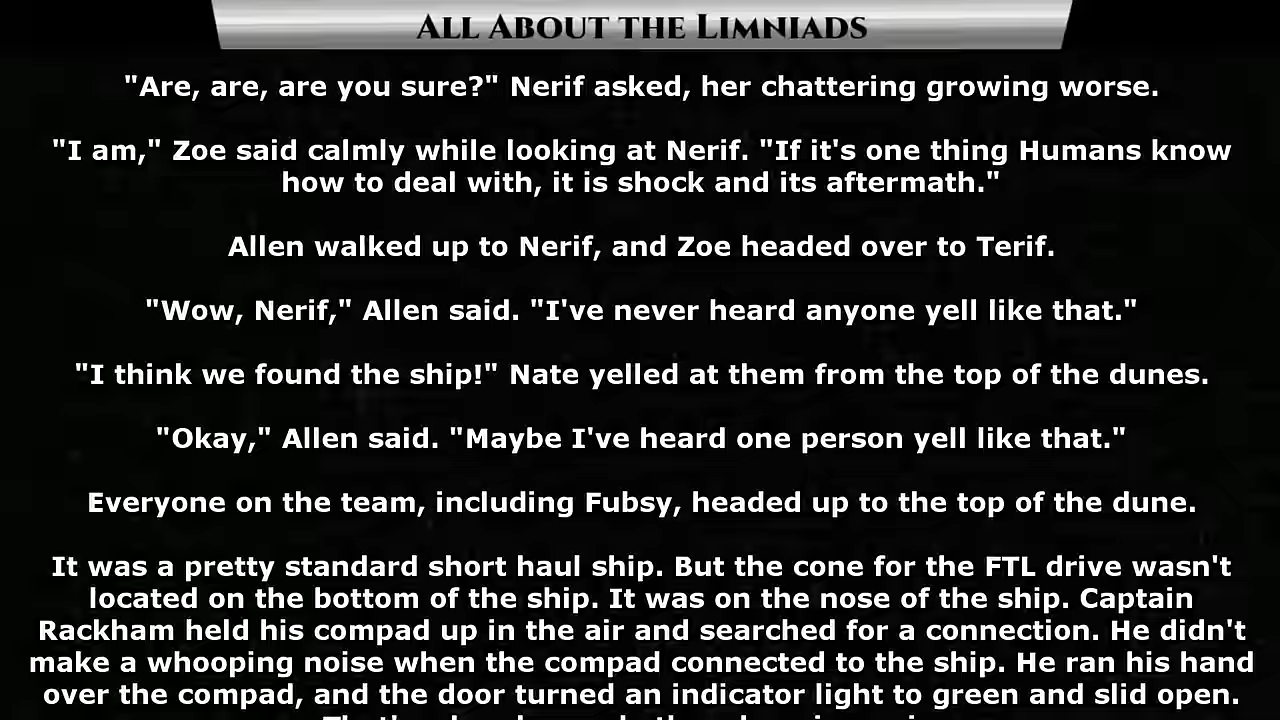 All About the Limniads
"Are, are, are you sure?" Nerif asked, her chattering growing worse.
"I am," Zoe said calmly while looking at Nerif. "If it's one thing Humans know
how to deal with, it is shock and its aftermath."
Allen walked up to Nerif, and Zoe headed over to Terif.
"Wow, Nerif," Allen said. "I've never heard anyone yell like that."
"I think we found the ship!" Nate yelled at them from the top of the dunes.
"Okay," Allen said. "Maybe I've heard one person yell like that."
Everyone on the team, including Fubsy, headed up to the top of the dune.
It was a pretty standard short haul ship. But the cone for the FTL drive wasn't
located on the bottom of the ship. It was on the nose of the ship. Captain
Rackham held his compad up in the air and searched for a connection. He didn't
make a whooping noise when the compad connected to the ship. He ran his hand
over the compad, and the door turned an indicator light to green and slid open.